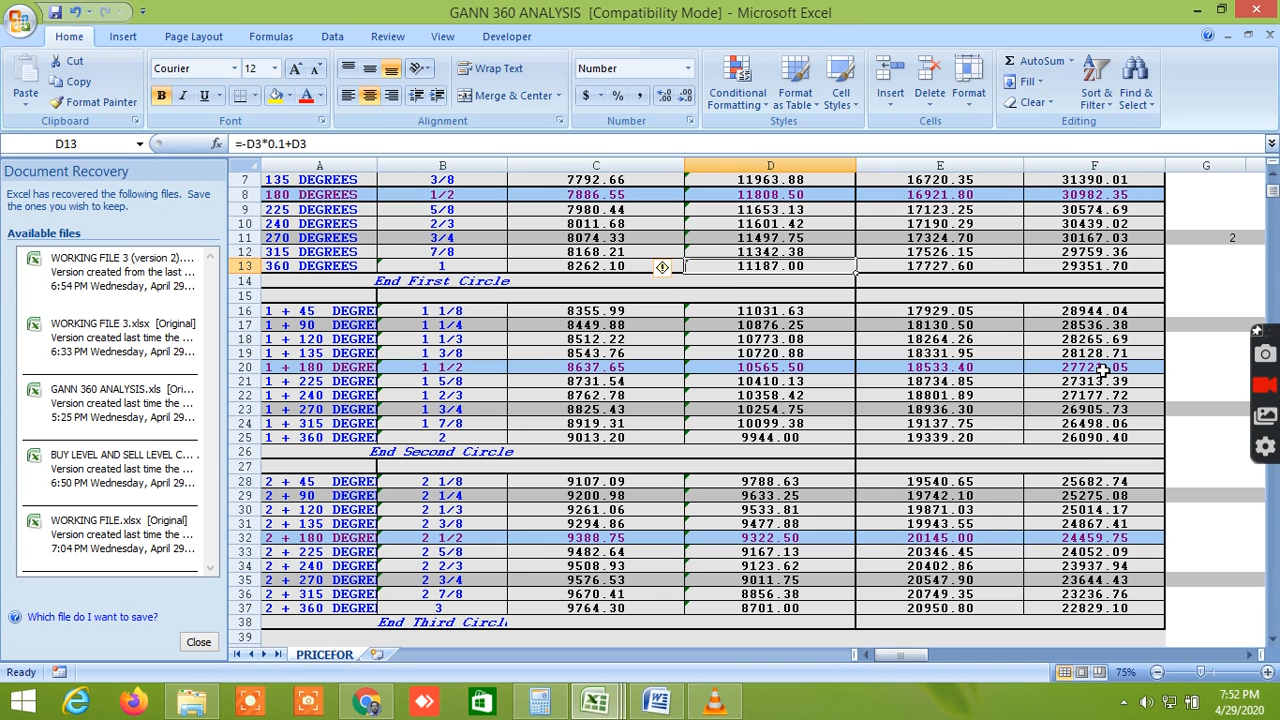 GANN 360 ANALYSIS [Compatibility Mode] - Microsoft Excel
Home Insert Page Layout Formulas Data Review View Developer
Paste Cut Copy Format Painter Clipboard
Courier 12 B I U A A A Font
Wrap Text Merge & Center Alignment
Number $ % , Number
Conditional Formatting Format as Table Cell Styles Styles
Insert Delete Format Cells
Σ AutoSum Fill Clear Sort & Filter Find & Select Editing
D13 fx =-D3*0.1+D3
Document Recovery
Excel has recovered the following files. Save
the ones you wish to keep.
Available files
WORKING FILE 3 (version 2)....
Version created from the last ...
6:54 PM Wednesday, April 29...
WORKING FILE 3.xlsx [Original]
Version created last time the ...
6:33 PM Wednesday, April 29...
GANN 360 ANALYSIS.xls [Ori...
Version created last time the ...
5:25 PM Wednesday, April 29...
BUY LEVEL AND SELL LEVEL C...
Version created last time the ...
6:50 PM Wednesday, April 29...
WORKING FILE.xlsx [Original]
Version created last time the ...
7:04 PM Wednesday, April 29...
Which file do I want to save?
Close
A B C D E F G
7 135 DEGREES 3/8 7792.66 11963.88 16720.35 31390.01
8 180 DEGREES 1/2 7886.55 11808.50 16921.80 30982.35
9 225 DEGREES 5/8 7980.44 11653.13 17123.25 30574.69
10 240 DEGREES 2/3 8011.68 11601.42 17190.29 30439.02
11 270 DEGREES 3/4 8074.33 11497.75 17324.70 30167.03 2
12 315 DEGREES 7/8 8168.21 11342.38 17526.15 29759.36
13 360 DEGREES 1 8262.10 11187.00 17727.60 29351.70
14 End First Circle
15
16 1 + 45 DEGREE 1 1/8 8355.99 11031.63 17929.05 28944.04
17 1 + 90 DEGREE 1 1/4 8449.88 10876.25 18130.50 28536.38
18 1 + 120 DEGREE 1 1/3 8512.22 10773.08 18264.26 28265.69
19 1 + 135 DEGREE 1 3/8 8543.76 10720.88 18331.95 28128.71
20 1 + 180 DEGREE 1 1/2 8637.65 10565.50 18533.40
21 1 + 225 DEGREE 1 5/8 8731.54 10410.13 18734.85 27313.39
22 1 + 240 DEGREE 1 2/3 8762.78 10358.42 18801.89 27177.72
23 1 + 270 DEGREE 1 3/4 8825.43 10254.75 18936.30 26905.73
24 1 + 315 DEGREE 1 7/8 8919.31 10099.38 19137.75 26498.06
25 1 + 360 DEGREE 2 9013.20 9944.00 19339.20 26090.40
26 End Second Circle
27
28 2 + 45 DEGREE 2 1/8 9107.09 9788.63 19540.65 25682.74
29 2 + 90 DEGREE 2 1/4 9200.98 9633.25 19742.10 25275.08
30 2 + 120 DEGREE 2 1/3 9261.06 9533.81 19871.03 25014.17
31 2 + 135 DEGREE 2 3/8 9294.86 9477.88 19943.55 24867.41
32 2 + 180 DEGREE 2 1/2 9388.75 9322.50 20145.00 24459.75
33 2 + 225 DEGREE 2 5/8 9482.64 9167.13 20346.45 24052.09
34 2 + 240 DEGREE 2 2/3 9508.93 9123.62 20402.86 23937.94
35 2 + 270 DEGREE 2 3/4 9576.53 9011.75 20547.90 23644.43
36 2 + 315 DEGREE 2 7/8 9670.41 8856.38 20749.35 23236.76
37 2 + 360 DEGREE 3 9764.30 8701.00 20950.80 22829.10
38 End Third Circl
39
PRICEFOR
Ready 75%
7:52 PM
4/29/2020